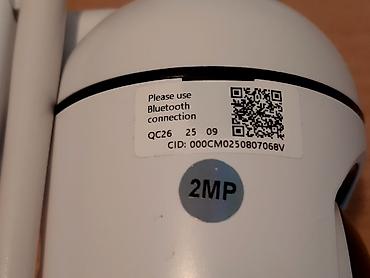 Please use
Bluetooth
connection
QC26 25 09
CID: 000CM0250807068V
2MP